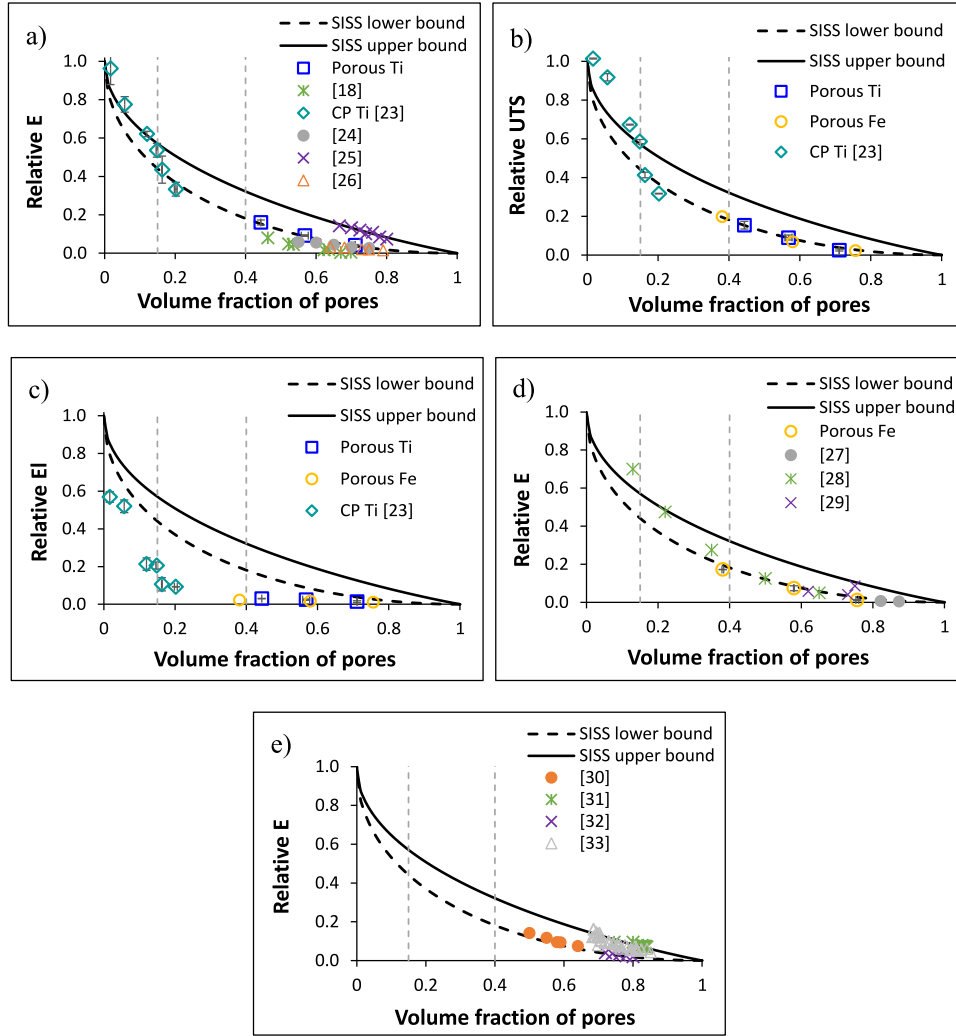 a)
SISS lower bound
SISS upper bound
Porous Ti
[18]
CP Ti [23]
[24]
[25]
[26]
Relative E
1.0
0.8
0.6
0.4
0.2
0.0
0 0.2 0.4 0.6 0.8 1
Volume fraction of pores
b)
SISS lower bound
SISS upper bound
Porous Ti
Porous Fe
CP Ti [23]
Relative UTS
1.0
0.8
0.6
0.4
0.2
0.0
0 0.2 0.4 0.6 0.8 1
Volume fraction of pores
c)
SISS lower bound
SISS upper bound
Porous Ti
Porous Fe
CP Ti [23]
Relative El
1.0
0.8
0.6
0.4
0.2
0.0
0 0.2 0.4 0.6 0.8 1
Volume fraction of pores
d)
SISS lower bound
SISS upper bound
Porous Fe
[27]
[28]
[29]
Relative E
1.0
0.8
0.6
0.4
0.2
0.0
0 0.2 0.4 0.6 0.8 1
Volume fraction of pores
e)
SISS lower bound
SISS upper bound
[30]
[31]
[32]
[33]
Relative E
1.0
0.8
0.6
0.4
0.2
0.0
0 0.2 0.4 0.6 0.8 1
Volume fraction of pores